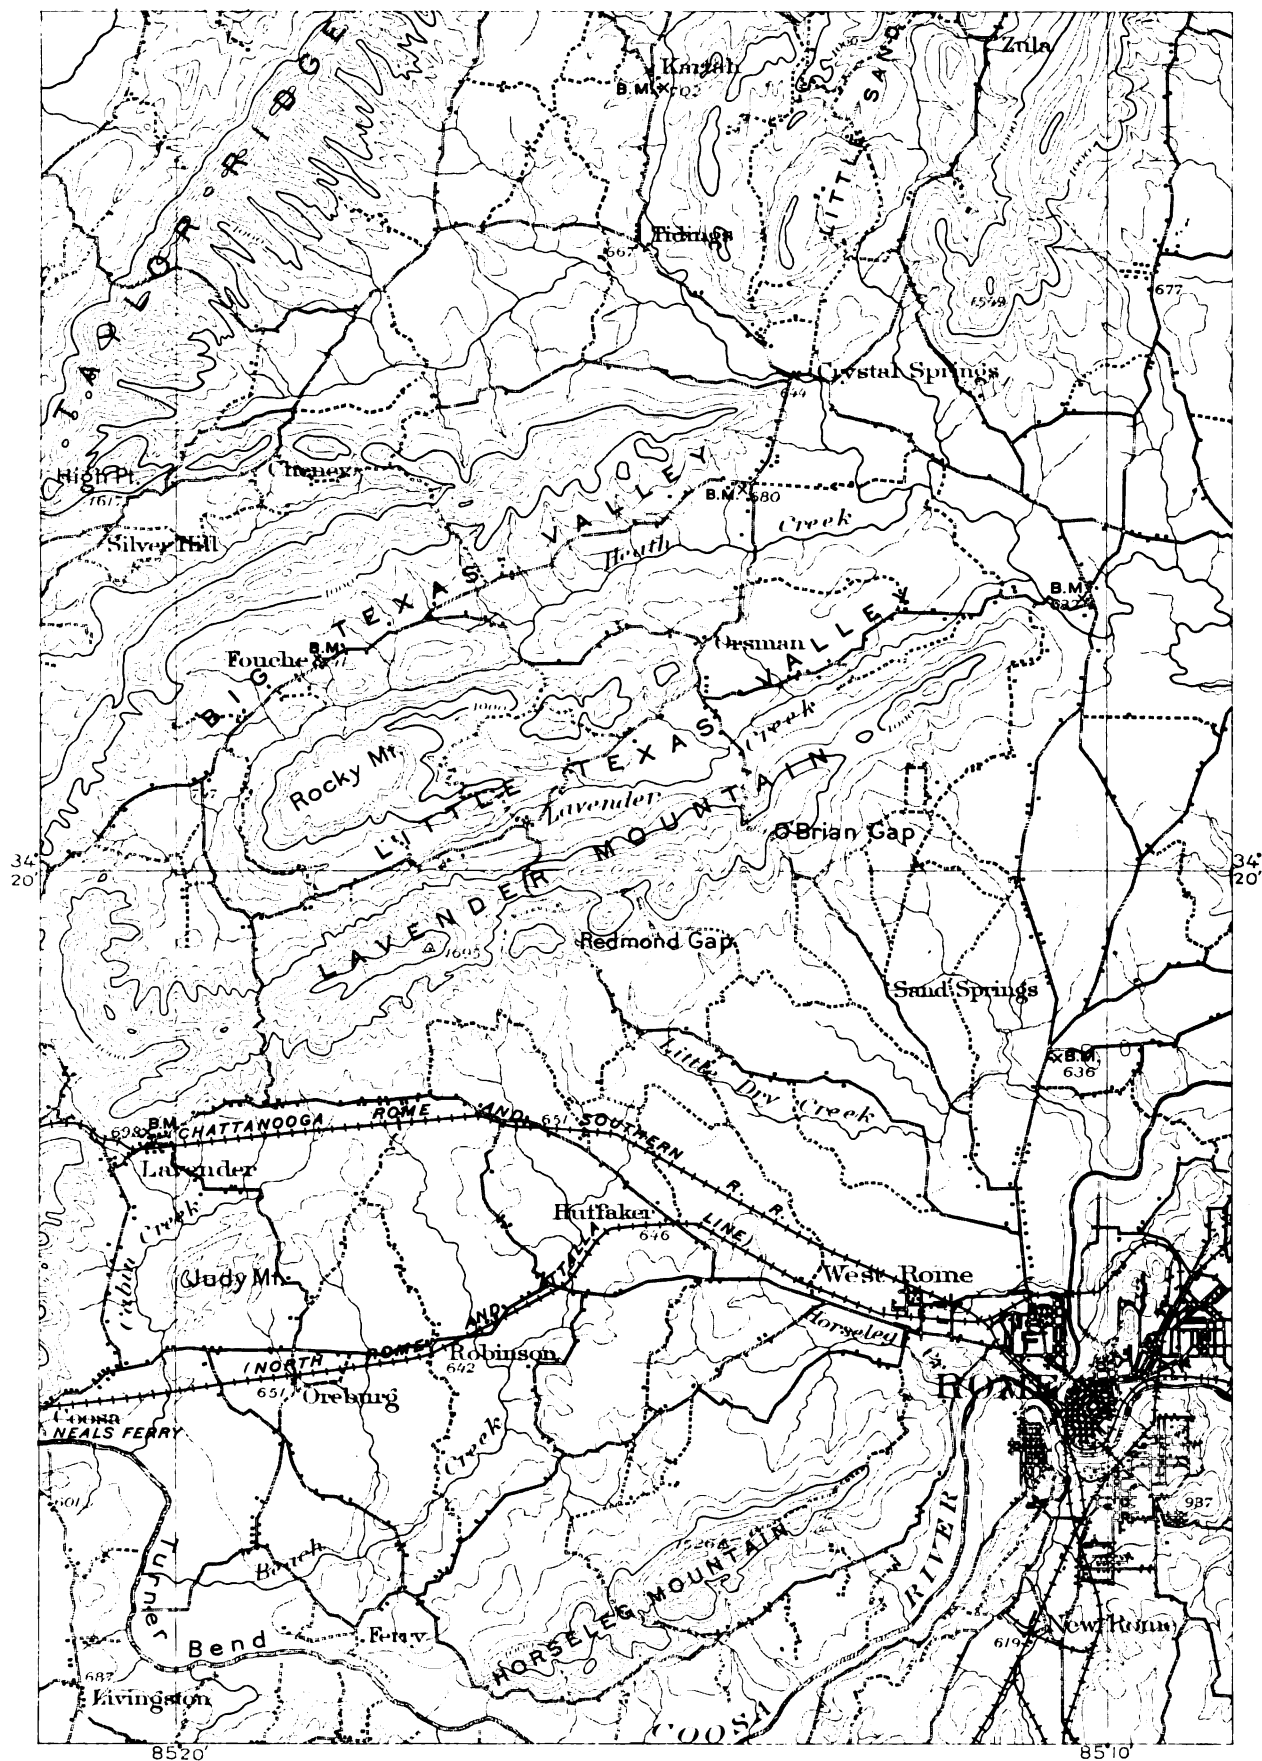 Zula
B.M.
SAND
LITTLE
TAYLOR RIDGE
Tidings
667
1549
677
Crystal Springs
644
High Pt.
1617
Cheney
B.M. 680
Silver Hill
BIG TEXAS VALLEY
Heath Creek
B.M.
Orsman
Fouche
B.M.
1000
Rocky Mt.
LITTLE TEXAS VALLEY
Lavender Creek
O'Brian Gap
34° 20'
34° 20'
LAVENDER MOUNTAIN
1695
Redmond Gap
Sand Springs
B.M. 636
Little Dry Creek
B.M.
698
CHATTANOOGA ROME AND SOUTHERN R. R.
651
Lavender
Cabin Creek
Huffaker
646
Judy Mt.
West Rome
(NORTH ROME AND ATTALLA LINE)
Robinson
642
Horseleg
651
Oreburg
ROME
Coosa
NEALS FERRY
Creek
601
937
Turner Bend
Beach
1526
HORSELEG MOUNTAIN
COOSA RIVER
Ferry
619
New Rome
687
Livingston
85°20'
85°10'